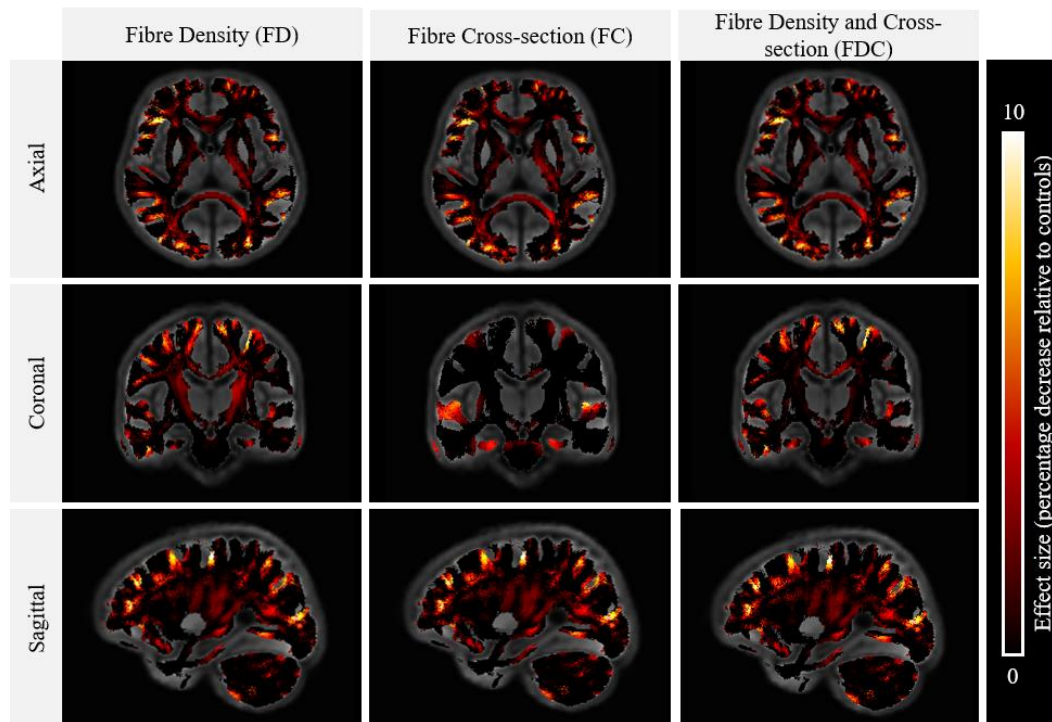 Fibre Density (FD)
Fibre Cross-section (FC)
Fibre Density and Cross-
section (FDC)
Axial
Coronal
Sagittal
10
Effect size (percentage decrease relative to controls)
0